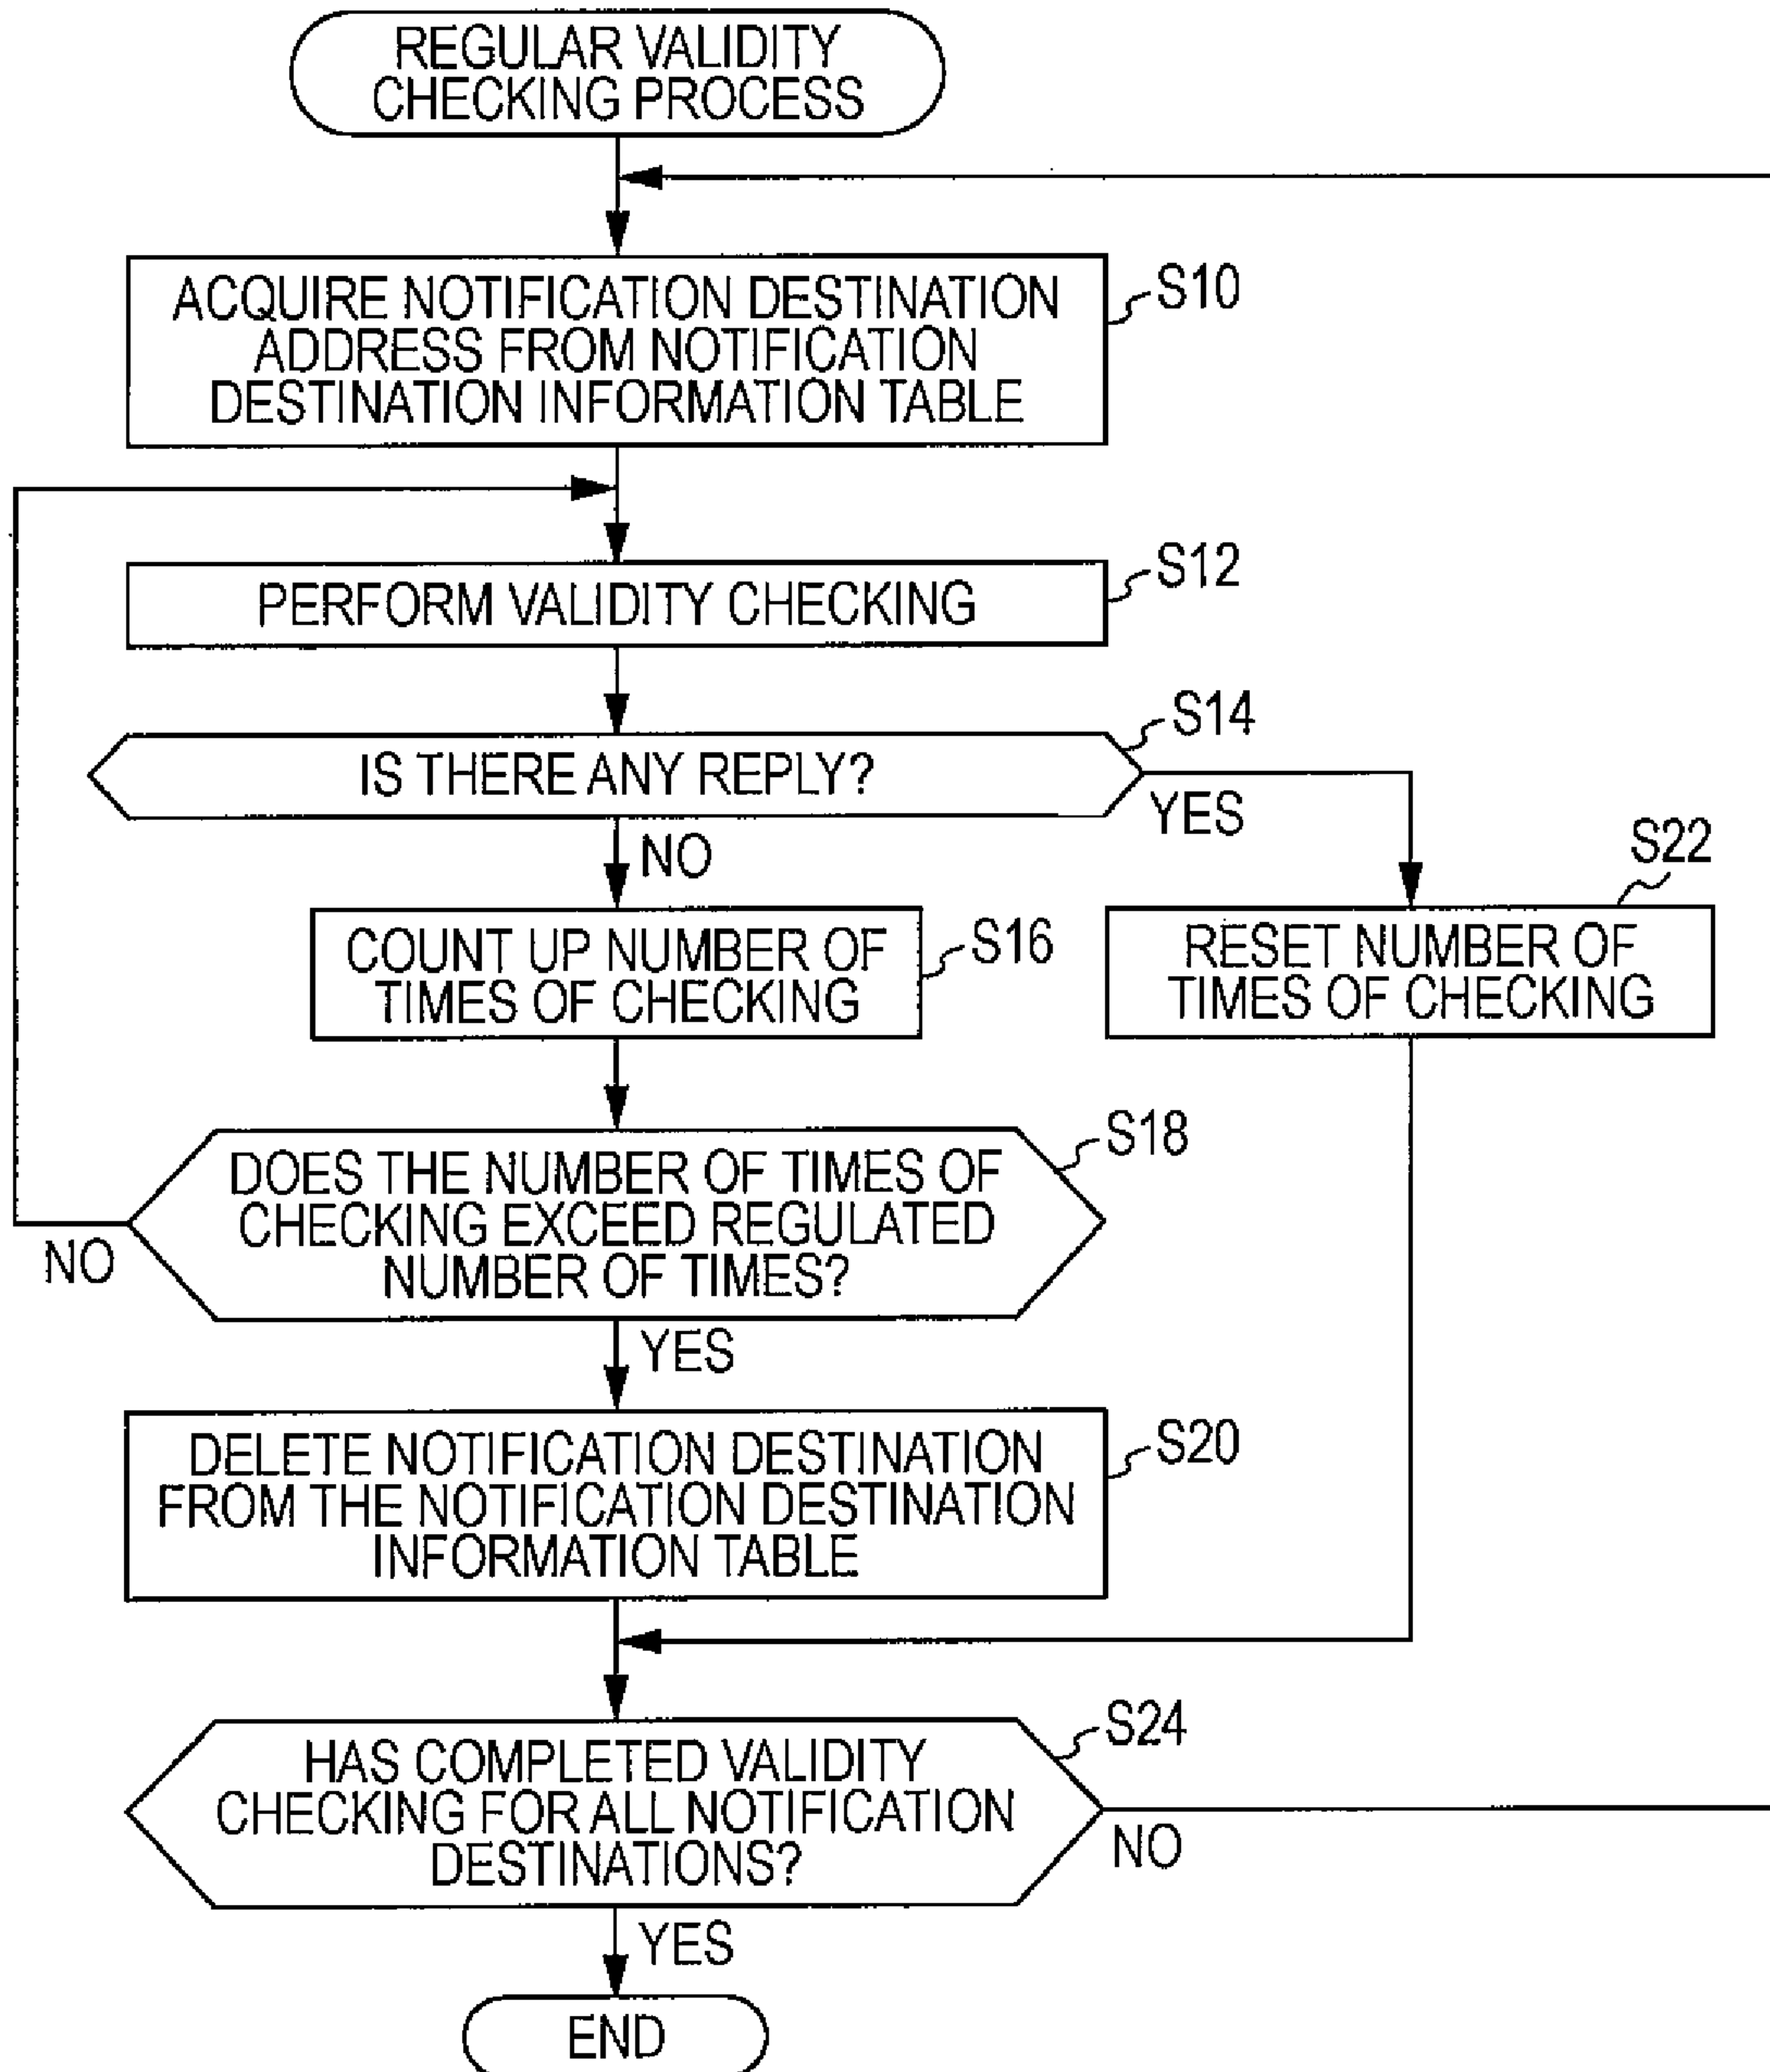 REGULAR VALIDITY
CHECKING PROCESS
ACQUIRE NOTIFICATION DESTINATION
ADDRESS FROM NOTIFICATION
DESTINATION INFORMATION TABLE
S10
PERFORM VALIDITY CHECKING
S12
IS THERE ANY REPLY?
S14
YES
NO
COUNT UP NUMBER OF
TIMES OF CHECKING
S16
RESET NUMBER OF
TIMES OF CHECKING
S22
DOES THE NUMBER OF TIMES OF
CHECKING EXCEED REGULATED
NUMBER OF TIMES?
S18
NO
YES
DELETE NOTIFICATION DESTINATION
FROM THE NOTIFICATION DESTINATION
INFORMATION TABLE
S20
HAS COMPLETED VALIDITY
CHECKING FOR ALL NOTIFICATION
DESTINATIONS?
S24
NO
YES
END